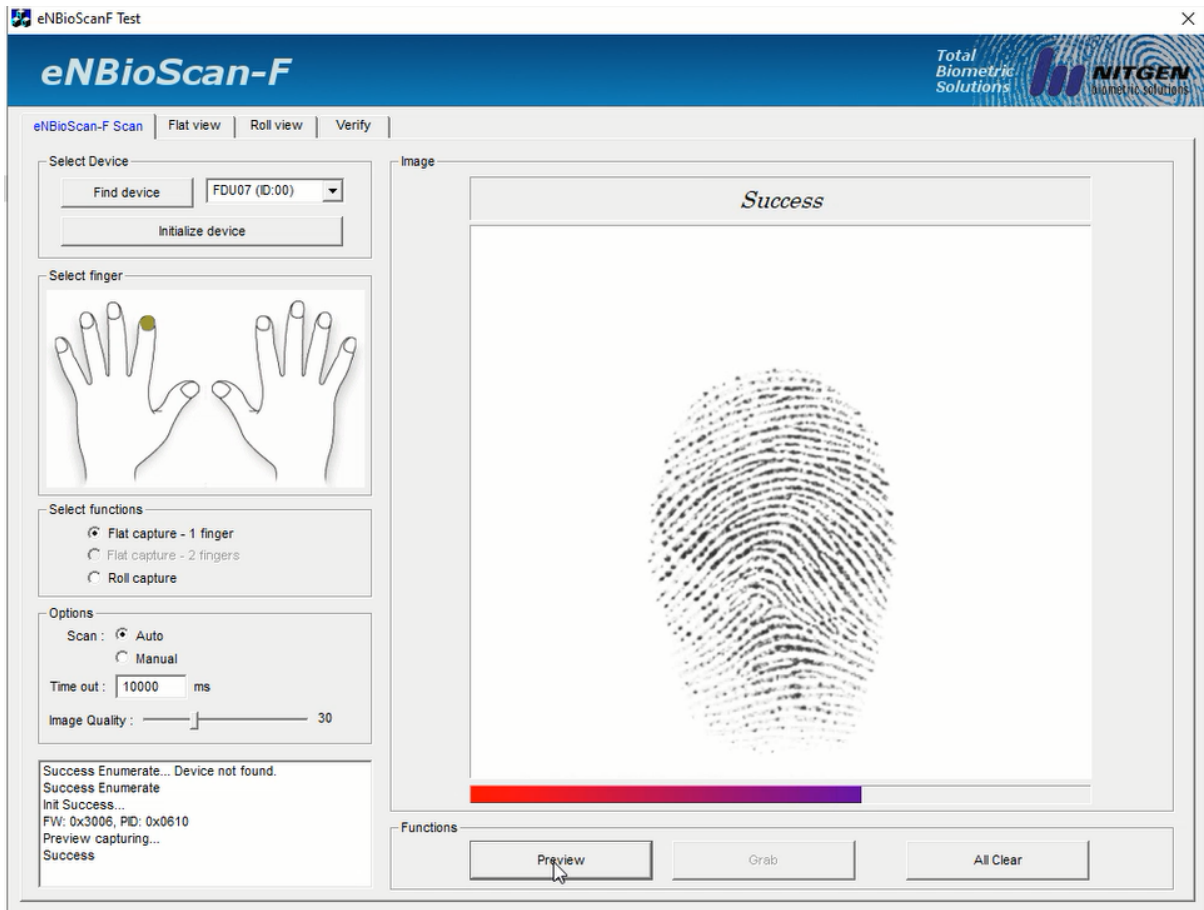 eNBioScanF Test
eNBioScan-F
Total
Biometric
Solutions
NITGEN
biometric solutions
eNBioScan-F Scan
Flat view
Roll view
Verify
Select Device
Find device
FDU07 (ID:00)
Initialize device
Select finger
Select functions
Flat capture - 1 finger
Flat capture - 2 fingers
Roll capture
Options
Scan : Auto
Manual
Time out : 10000 ms
Image Quality : 30
Success Enumerate... Device not found.
Success Enumerate
Init Success...
FW: 0x3006, PID: 0x0610
Preview capturing...
Success
Image
Success
Functions
Preview
Grab
All Clear